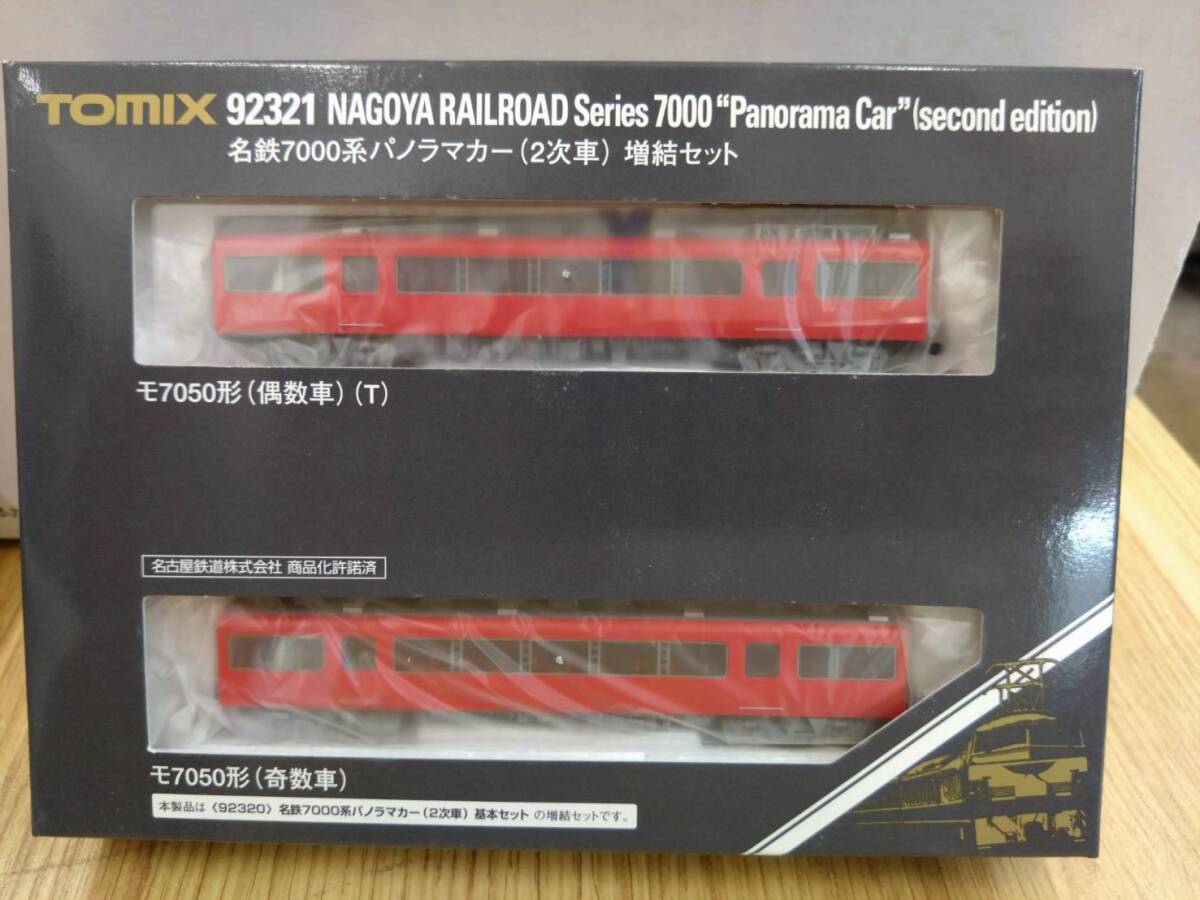 TOMIX 92321 NAGOYA RAILROAD Series 7000 “Panorama Car” (second edition)
名鉄7000系パノラマカー(2次車) 増結セット
モ7050形(偶数車)(T)
名古屋鉄道株式会社 商品化許諾済
モ7050形(奇数車)
本製品は〈92320〉名鉄7000系パノラマカー(2次車) 基本セット の増結セットです。